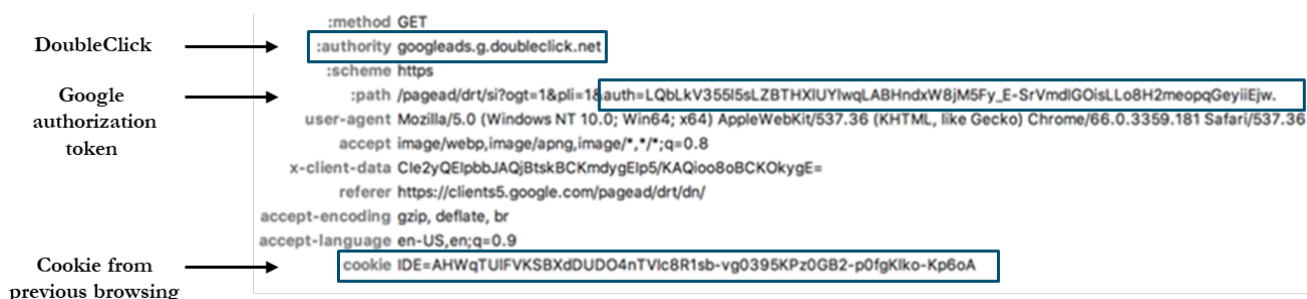 :method GET
DoubleClick
:authority googleads.g.doubleclick.net
:scheme https
Google authorization token
:path /pagead/drt/si?ogt=1&pli=1&auth=LQbLkV355l5sLZBTHXlUYlwqLABHndxW8jM5Fy_E-SrVmdlGOisLLo8H2meopqGeyiiEjw.
user-agent Mozilla/5.0 (Windows NT 10.0; Win64; x64) AppleWebKit/537.36 (KHTML, like Gecko) Chrome/66.0.3359.181 Safari/537.36
accept image/webp,image/apng,image/*,*/*;q=0.8
x-client-data CIe2yQEIpbbJAQjBtskBCKmdygEIp5/KAQioo8oBCKOkygE=
referer https://clients5.google.com/pagead/drt/dn/
accept-encoding gzip, deflate, br
accept-language en-US,en;q=0.9
Cookie from previous browsing
cookie IDE=AHWqTUlFVKSBXdDUDO4nTVIc8R1sb-vg0395KPz0GB2-p0fgKlko-Kp6oA